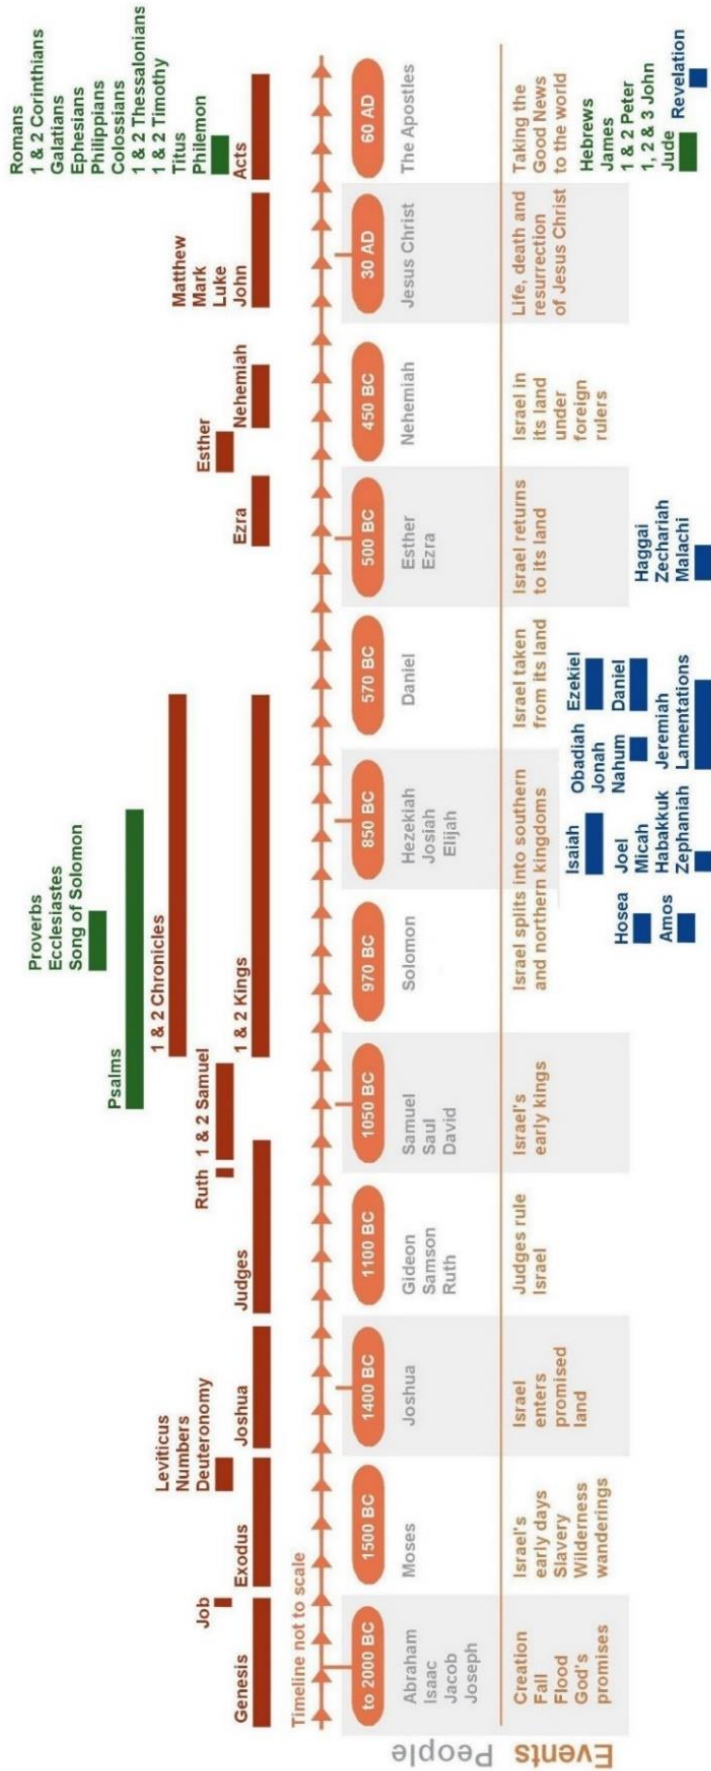 Proverbs
Ecclesiastes
Song of Solomon
Psalms
1 & 2 Chronicles
Leviticus
Numbers
Deuteronomy
Job
Ruth
1 & 2 Samuel
Genesis
Exodus
Joshua
Judges
1 & 2 Kings
Ezra
Esther
Nehemiah
Matthew
Mark
Luke
John
Romans
1 & 2 Corinthians
Galatians
Ephesians
Philippians
Colossians
1 & 2 Thessalonians
1 & 2 Timothy
Titus
Philemon
Acts
Timeline not to scale
to 2000 BC
1500 BC
1400 BC
1100 BC
1050 BC
970 BC
850 BC
570 BC
500 BC
450 BC
30 AD
60 AD
People
Abraham
Isaac
Jacob
Joseph
Moses
Joshua
Gideon
Samson
Ruth
Samuel
Saul
David
Solomon
Hezekiah
Josiah
Elijah
Daniel
Esther
Ezra
Nehemiah
Jesus Christ
The Apostles
Events
Creation
Fall
Flood
God's
promises
Israel's
early days
Slavery
Wilderness
wanderings
Israel
enters
promised
land
Judges rule
Israel
Israel's
early kings
Israel splits into southern
and northern kingdoms
Israel taken
from its land
Israel returns
to its land
Israel in
its land
under
foreign
rulers
Life, death and
resurrection
of Jesus Christ
Taking the
Good News
to the world
Hosea
Amos
Isaiah
Joel
Micah
Habakkuk
Zephaniah
Obadiah
Jonah
Nahum
Jeremiah
Lamentations
Ezekiel
Daniel
Haggai
Zechariah
Malachi
Hebrews
James
1 & 2 Peter
1, 2 & 3 John
Jude
Revelation